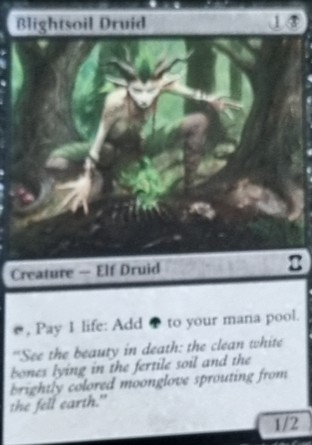 Blightsoil Druid 1
Creature — Elf Druid
, Pay 1 life: Add to your mana pool.
"See the beauty in death: the clean white
bones lying in the fertile soil and the
brightly colored moonglove sprouting from
the fell earth."
1/2